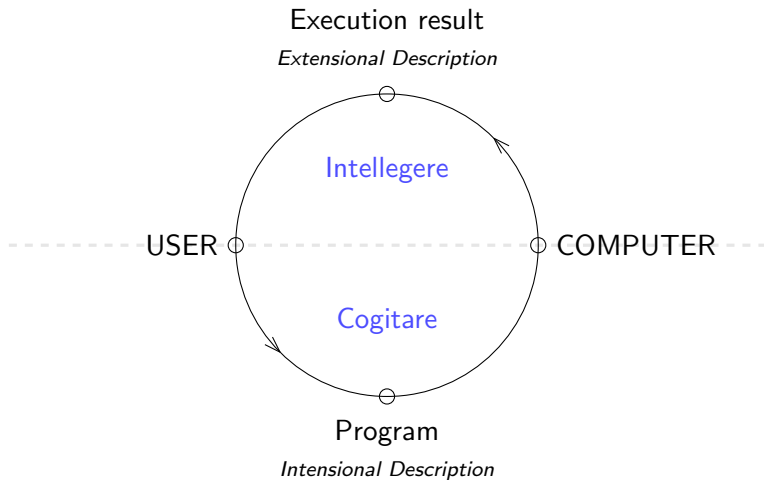 Execution result
Extensional Description
Intellegere
USER
COMPUTER
Cogitare
Program
Intensional Description